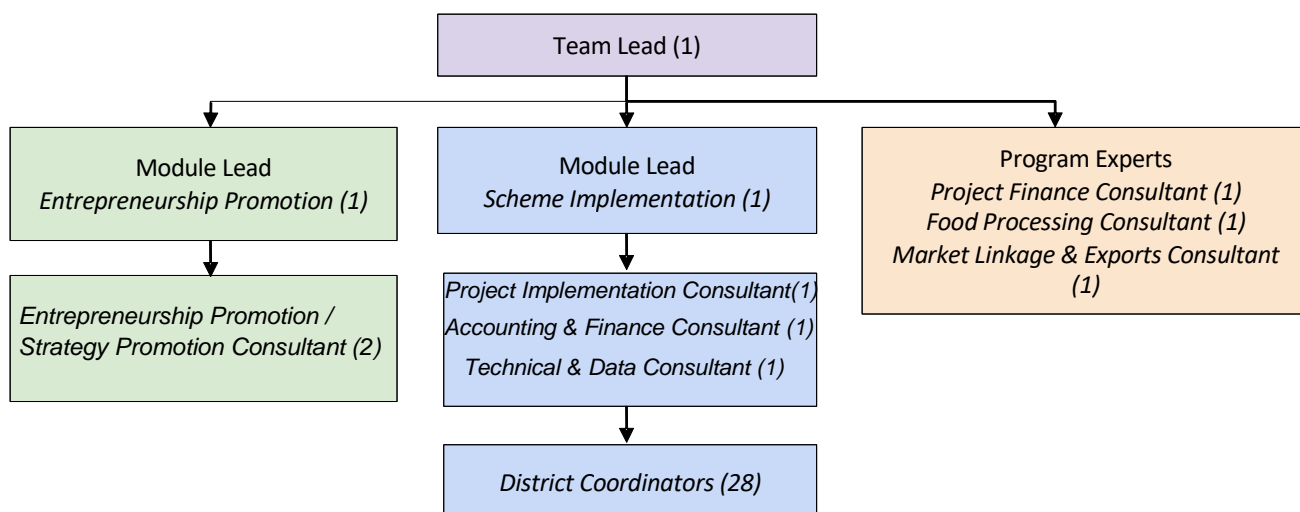 Team Lead (1)
Module Lead
Entrepreneurship Promotion (1)
Module Lead
Scheme Implementation (1)
Program Experts
Project Finance Consultant (1)
Food Processing Consultant (1)
Market Linkage & Exports Consultant
(1)
Entrepreneurship Promotion /
Strategy Promotion Consultant (2)
Project Implementation Consultant(1)
Accounting & Finance Consultant (1)
Technical & Data Consultant (1)
District Coordinators (28)